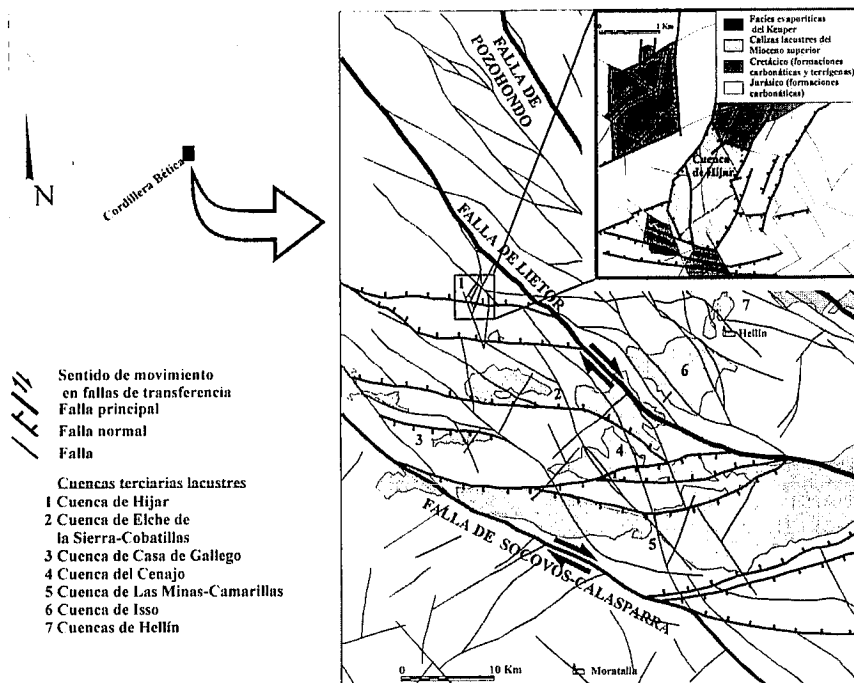 N
Cordillera Bética
Sentido de movimiento
en fallas de transferencia
Falla principal
Falla normal
Falla
Cuencas terciarias lacustres
1 Cuenca de Hijar
2 Cuenca de Elche de
la Sierra-Cobatillas
3 Cuenca de Casa de Gallego
4 Cuenca del Cenajo
5 Cuenca de Las Minas-Camarillas
6 Cuenca de Isso
7 Cuencas de Hellín
FALLA DE
POZOHONDO
FALLA DE LIETOR
FALLA DE SOCOVOS-CALASPARRA
1
2
3
4
5
6
7
Hellín
Moratalla
0 10 Km
0 1 Km
Facies evaporíticas
del Keuper
Calizas lacustres del
Mioceno superior
Cretácico (formaciones
carbonáticas y terrígenas)
Jurásico (formaciones
carbonáticas)
Cuenca
de Hijar